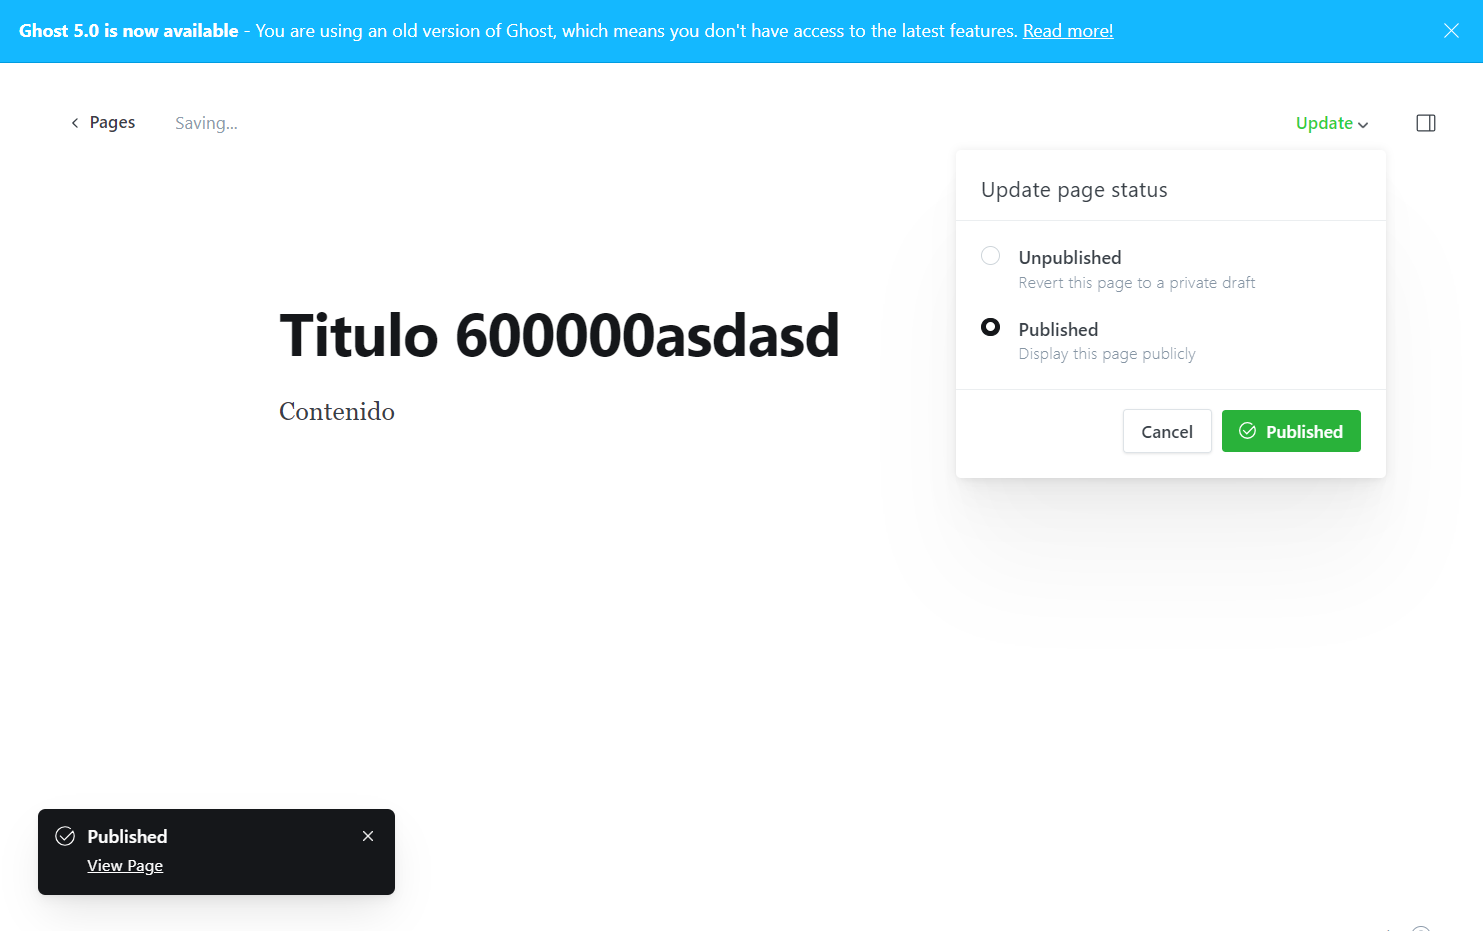 Ghost 5.0 is now available - You are using an old version of Ghost, which means you don't have access to the latest features. Read more!
Pages
Saving...
Update
Update page status
Unpublished
Revert this page to a private draft
Published
Display this page publicly
Cancel
Published
Titulo 600000asdasd
Contenido
Published
View Page